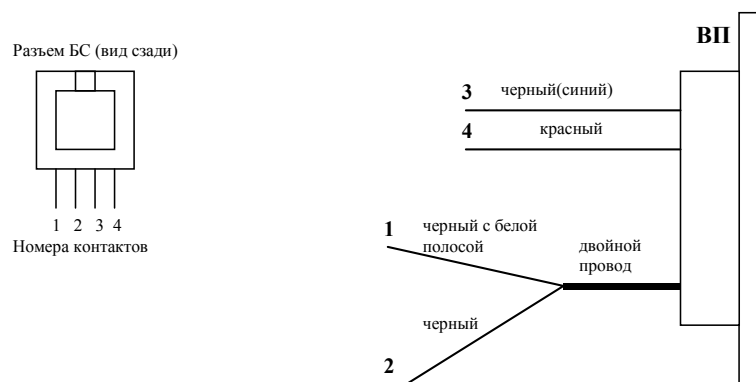 Разъем БС (вид сзади)
1 2 3 4
Номера контактов
ВП
3 черный(синий)
4 красный
1 черный с белой
полосой
двойной
провод
черный
2